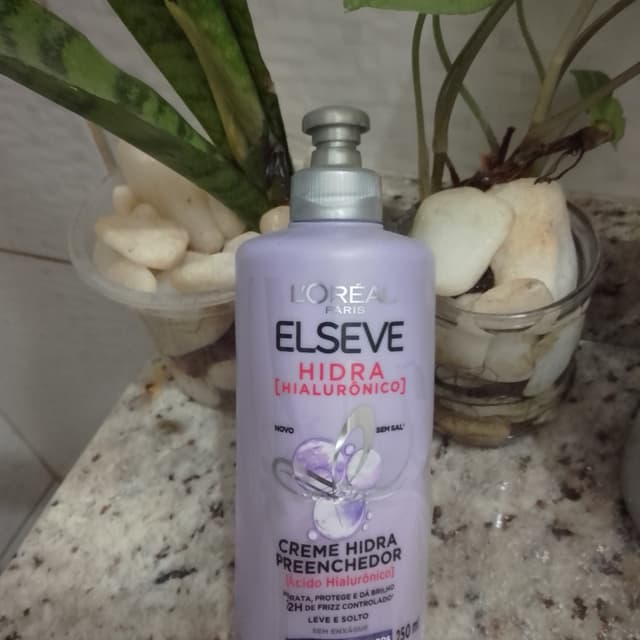 L'ORÉAL
PARIS
ELSEVE
HIDRA
[HIALURÔNICO]
NOVO
SEM SAL¹
CREME HIDRA
PREENCHEDOR
[Ácido Hialurônico]
HIDRATA, PROTEGE E DÁ BRILHO
72H DE FRIZZ CONTROLADO
LEVE E SOLTO
SEM ENXÁGUE
250 ml